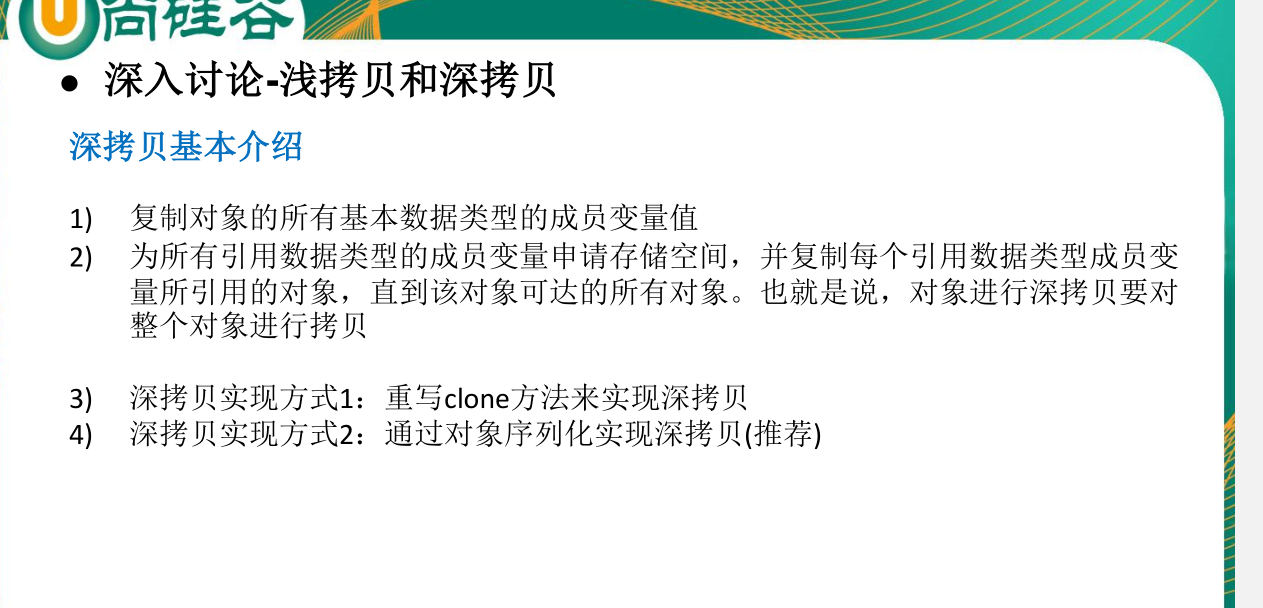 尚硅谷
● 深入讨论-浅拷贝和深拷贝
深拷贝基本介绍
1) 复制对象的所有基本数据类型的成员变量值
2) 为所有引用数据类型的成员变量申请存储空间，并复制每个引用数据类型成员变
量所引用的对象，直到该对象可达的所有对象。也就是说，对象进行深拷贝要对
整个对象进行拷贝
3) 深拷贝实现方式1：重写clone方法来实现深拷贝
4) 深拷贝实现方式2：通过对象序列化实现深拷贝(推荐)